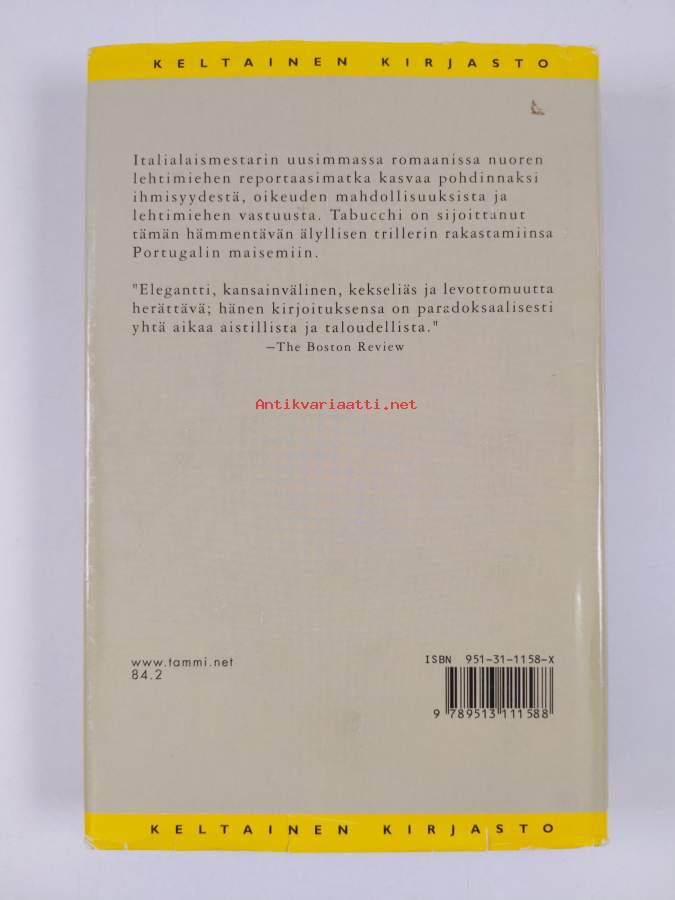 KELTAINEN KIRJASTO
Italialaismestarin uusimmassa romaanissa nuoren
lehtimiehen reportaasimatka kasvaa pohdinnaksi
ihmisyydestä, oikeuden mahdollisuuksista ja
lehtimiehen vastuusta. Tabucchi on sijoittanut
tämän hämmentävän älyllisen trillerin rakastamiinsa
Portugalin maisemiin.
"Elegantti, kansainvälinen, kekseliäs ja levottomuutta
herättävä; hänen kirjoituksensa on paradoksaalisesti
yhtä aikaa aistillista ja taloudellista."
—The Boston Review
Antikvariaatti.net
www.tammi.net
84.2
ISBN 951-31-1158-X
9 789513 111588
KELTAINEN KIRJASTO